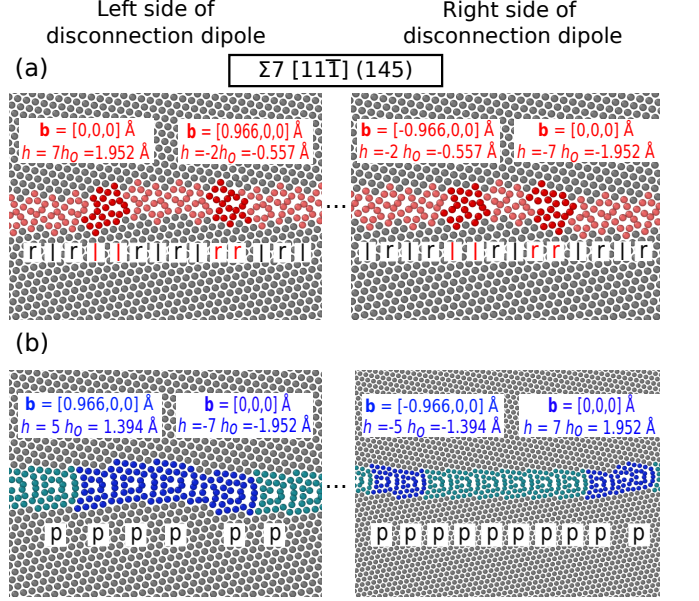 Left side of
disconnection dipole
Right side of
disconnection dipole
(a)
Σ7 [111̅] (145)
b = [0,0,0] Å
h = 7h₀ =1.952 Å
b = [0.966,0,0] Å
h =-2h₀ =-0.557 Å
b = [-0.966,0,0] Å
h =-2 h₀ =-0.557 Å
b = [0,0,0] Å
h =-7 h₀ =-1.952 Å
...
r l r l l r l r l r r l r l
l r l r l l r l r r l r l r
(b)
b = [0.966,0,0] Å
h = 5 h₀ = 1.394 Å
b = [0,0,0] Å
h =-7 h₀ =-1.952 Å
b = [-0.966,0,0] Å
h =-5 h₀ =-1.394 Å
b = [0,0,0] Å
h = 7 h₀ = 1.952 Å
...
p p p p p p
p p p p p p p p p p